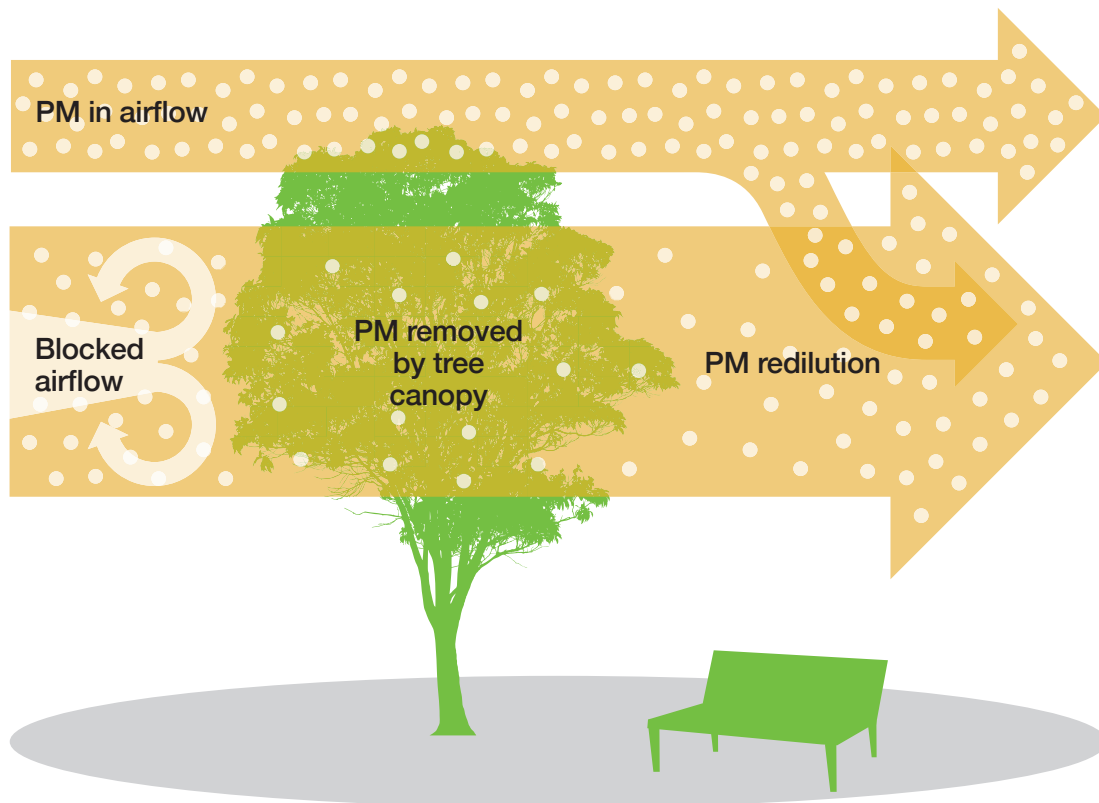 PM in airflow
Blocked
airflow
PM removed
by tree
canopy
PM redilution